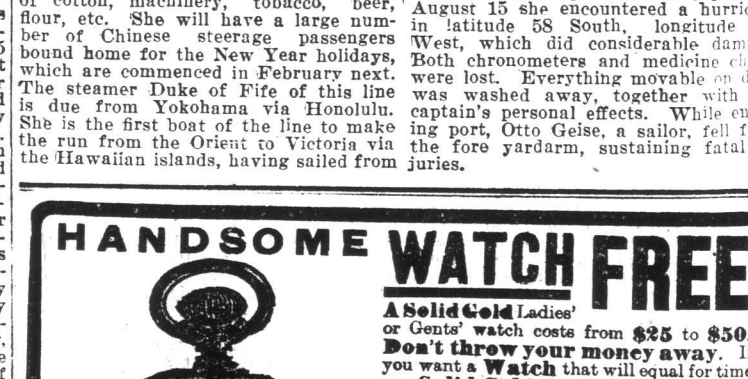 of cotton, machinery, tobacco, beer,
flour, etc. She will have a large num-
ber of Chinese steerage passengers
bound home for the New Year holidays,
which are commenced in February next.
The steamer Duke of Fife of this line
is due from Yokohama via Honolulu.
She is the first boat of the line to make
the run from the Orient to Victoria via
the Hawaiian islands, having sailed from
August 15 she encountered a
in latitude 58 South, longitude
West, which did considerable
Both chronometers and medicine
were lost. Everything movable on
was washed away, together with
captain's personal effects. While
ing port, Otto Geise, a sailor, fell
the fore yardarm, sustaining fatal
juries.
HANDSOME WATCH FREE
A Solid Gold Ladies'
or Gents' watch costs from $25 to $50.
Don't throw your money away.
you want a Watch that will equal for time